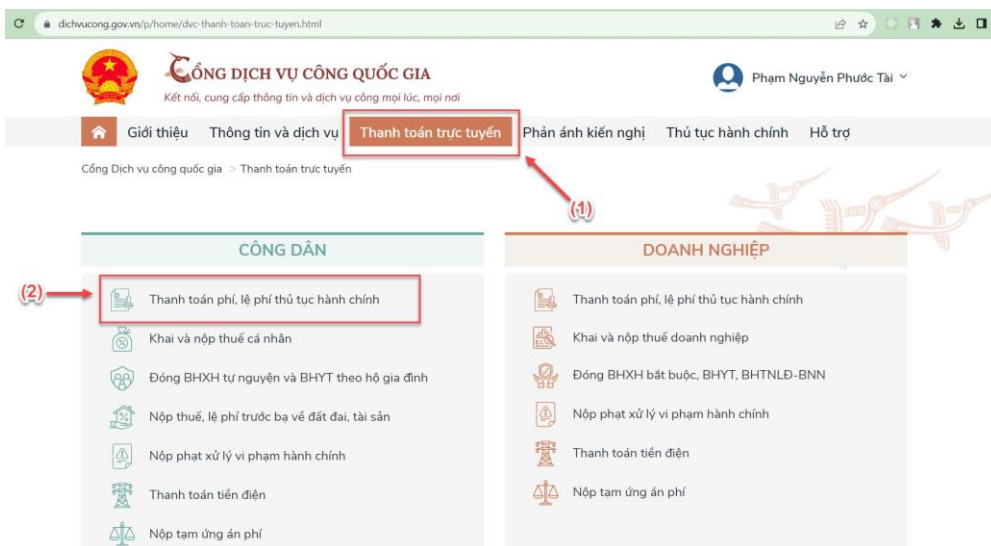 dichvucong.gov.vn/p/home/dvc-thanh-toan-truc-tuyen.html
CỔNG DỊCH VỤ CÔNG QUỐC GIA
Kết nối, cung cấp thông tin và dịch vụ công mọi lúc, mọi nơi
Phạm Nguyễn Phước Tài
Giới thiệu Thông tin và dịch vụ Thanh toán trực tuyến Phản ánh kiến nghị Thủ tục hành chính Hỗ trợ
Cổng Dịch vụ công quốc gia > Thanh toán trực tuyến
(1)
CÔNG DÂN
(2)
Thanh toán phí, lệ phí thủ tục hành chính
Khai và nộp thuế cá nhân
Đóng BHXH tự nguyện và BHYT theo hộ gia đình
Nộp thuế, lệ phí trước bạ về đất đai, tài sản
Nộp phạt xử lý vi phạm hành chính
Thanh toán tiền điện
Nộp tạm ứng án phí
DOANH NGHIỆP
Thanh toán phí, lệ phí thủ tục hành chính
Khai và nộp thuế doanh nghiệp
Đóng BHXH bắt buộc, BHYT, BHTNLĐ-BNN
Nộp phạt xử lý vi phạm hành chính
Thanh toán tiền điện
Nộp tạm ứng án phí